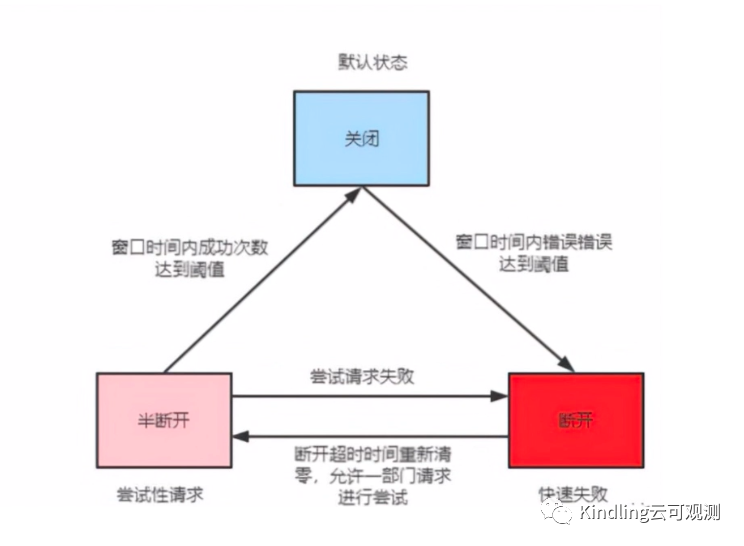 默认状态
关闭
窗口时间内成功次数
达到阈值
窗口时间内错误错误
达到阈值
尝试请求失败
半断开
断开
断开超时时间重新清
零，允许一部门请求
进行尝试
尝试性请求
快速失败
Kindling云可观测